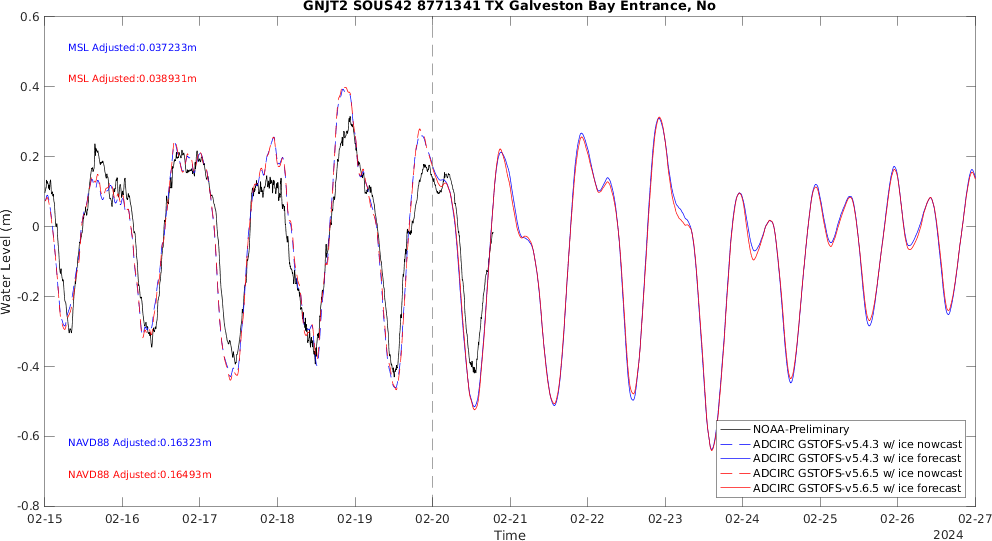 GNJT2 SOUS42 8771341 TX Galveston Bay Entrance, No
0.6
0.4
0.2
0
-0.2
-0.4
-0.6
-0.8
Water Level (m)
MSL Adjusted:0.037233m
MSL Adjusted:0.038931m
NAVD88 Adjusted:0.16323m
NAVD88 Adjusted:0.16493m
NOAA-Preliminary
ADCIRC GSTOFS-v5.4.3 w/ ice nowcast
ADCIRC GSTOFS-v5.4.3 w/ ice forecast
ADCIRC GSTOFS-v5.6.5 w/ ice nowcast
ADCIRC GSTOFS-v5.6.5 w/ ice forecast
02-15 02-16 02-17 02-18 02-19 02-20 02-21 02-22 02-23 02-24 02-25 02-26 02-27
Time
2024